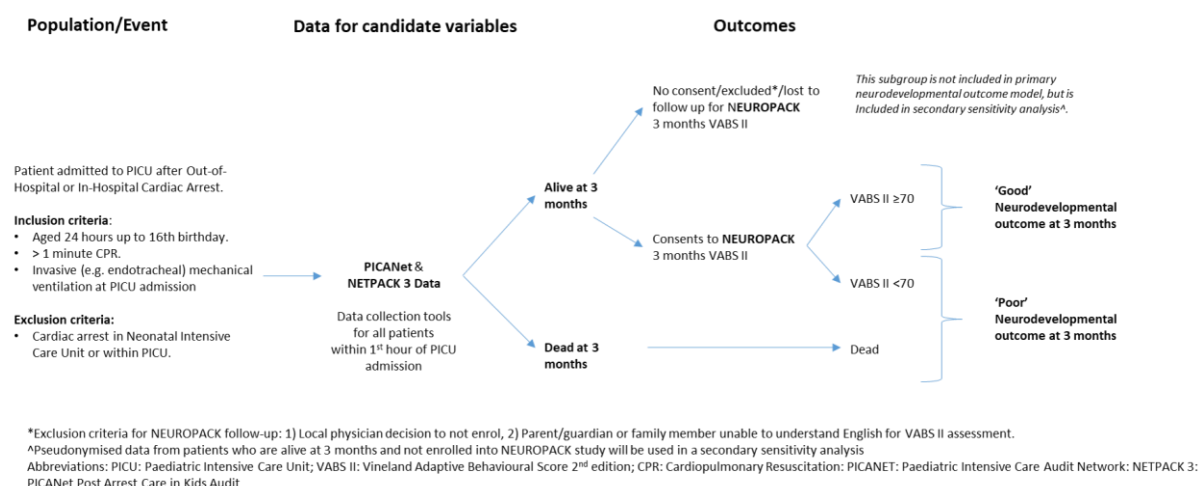 Population/Event
Data for candidate variables
Outcomes
Patient admitted to PICU after Out-of-
Hospital or In-Hospital Cardiac Arrest.
Inclusion criteria:
• Aged 24 hours up to 16th birthday.
• > 1 minute CPR.
• Invasive (e.g. endotracheal) mechanical
ventilation at PICU admission
Exclusion criteria:
• Cardiac arrest in Neonatal Intensive
Care Unit or within PICU.
PICANet &
NETPACK 3 Data
Data collection tools
for all patients
within 1st hour of PICU
admission
Alive at 3
months
Dead at 3
months
No consent/excluded*/lost to
follow up for NEUROPACK
3 months VABS II
Consents to NEUROPACK
3 months VABS II
This subgroup is not included in primary
neurodevelopmental outcome model, but is
Included in secondary sensitivity analysis^.
VABS II ≥70
VABS II <70
Dead
‘Good’
Neurodevelopmental
outcome at 3 months
‘Poor’
Neurodevelopmental
outcome at 3 months
*Exclusion criteria for NEUROPACK follow-up: 1) Local physician decision to not enrol, 2) Parent/guardian or family member unable to understand English for VABS II assessment.
^Pseudonymised data from patients who are alive at 3 months and not enrolled into NEUROPACK study will be used in a secondary sensitivity analysis
Abbreviations: PICU: Paediatric Intensive Care Unit; VABS II: Vineland Adaptive Behavioural Score 2nd edition; CPR: Cardiopulmonary Resuscitation: PICANET: Paediatric Intensive Care Audit Network: NETPACK 3:
PICANet Post Arrest Care in Kids Audit